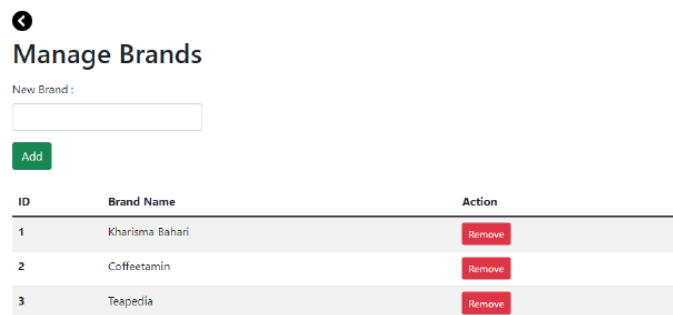 Manage Brands
New Brand :
Add
ID Brand Name Action
1 Kharisma Bahari Remove
2 Coffeetamin Remove
3 Teapedia Remove